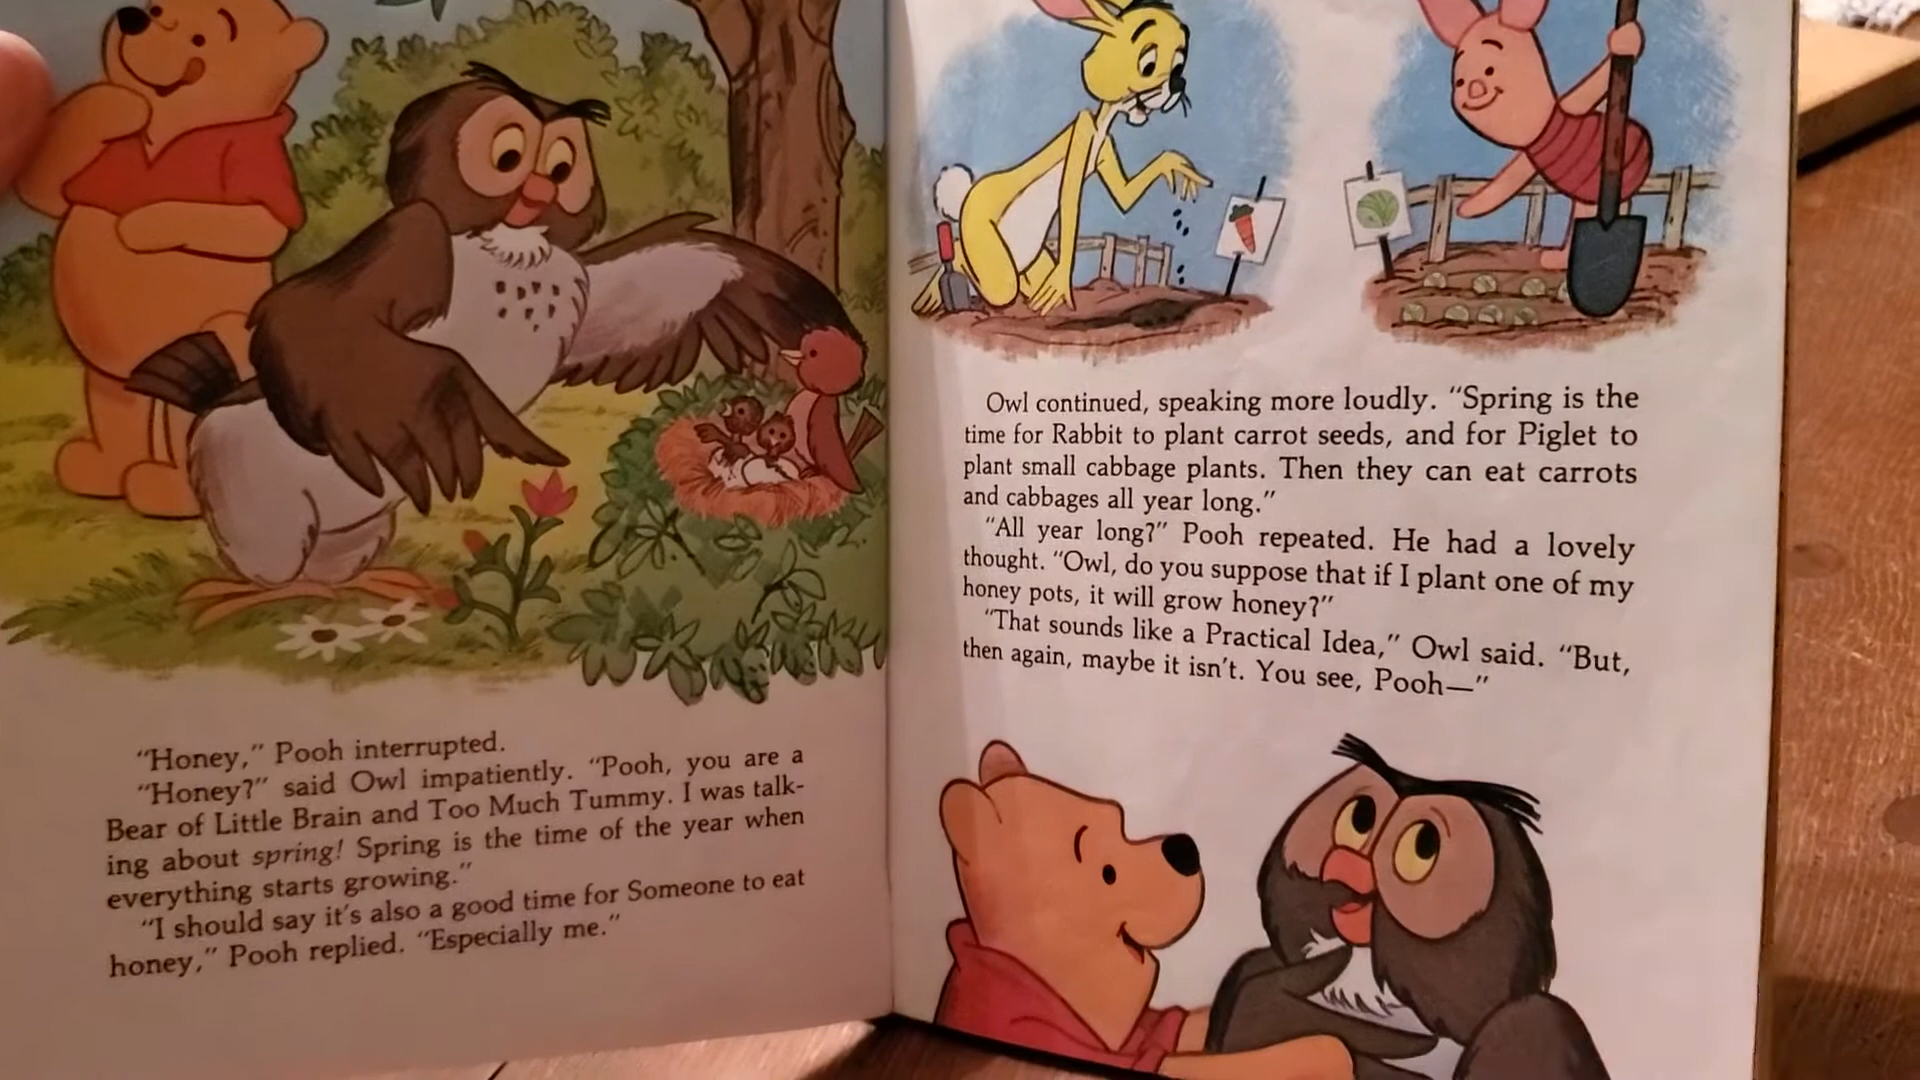 “Honey,” Pooh interrupted.
“Honey?” said Owl impatiently. “Pooh, you are a
Bear of Little Brain and Too Much Tummy. I was talk-
ing about spring! Spring is the time of the year when
everything starts growing.”
“I should say it’s also a good time for Someone to eat
honey,” Pooh replied. “Especially me.”
Owl continued, speaking more loudly. “Spring is the
time for Rabbit to plant carrot seeds, and for Piglet to
plant small cabbage plants. Then they can eat carrots
and cabbages all year long.”
“All year long?” Pooh repeated. He had a lovely
thought. “Owl, do you suppose that if I plant one of my
honey pots, it will grow honey?”
“That sounds like a Practical Idea,” Owl said. “But,
then again, maybe it isn’t. You see, Pooh—”